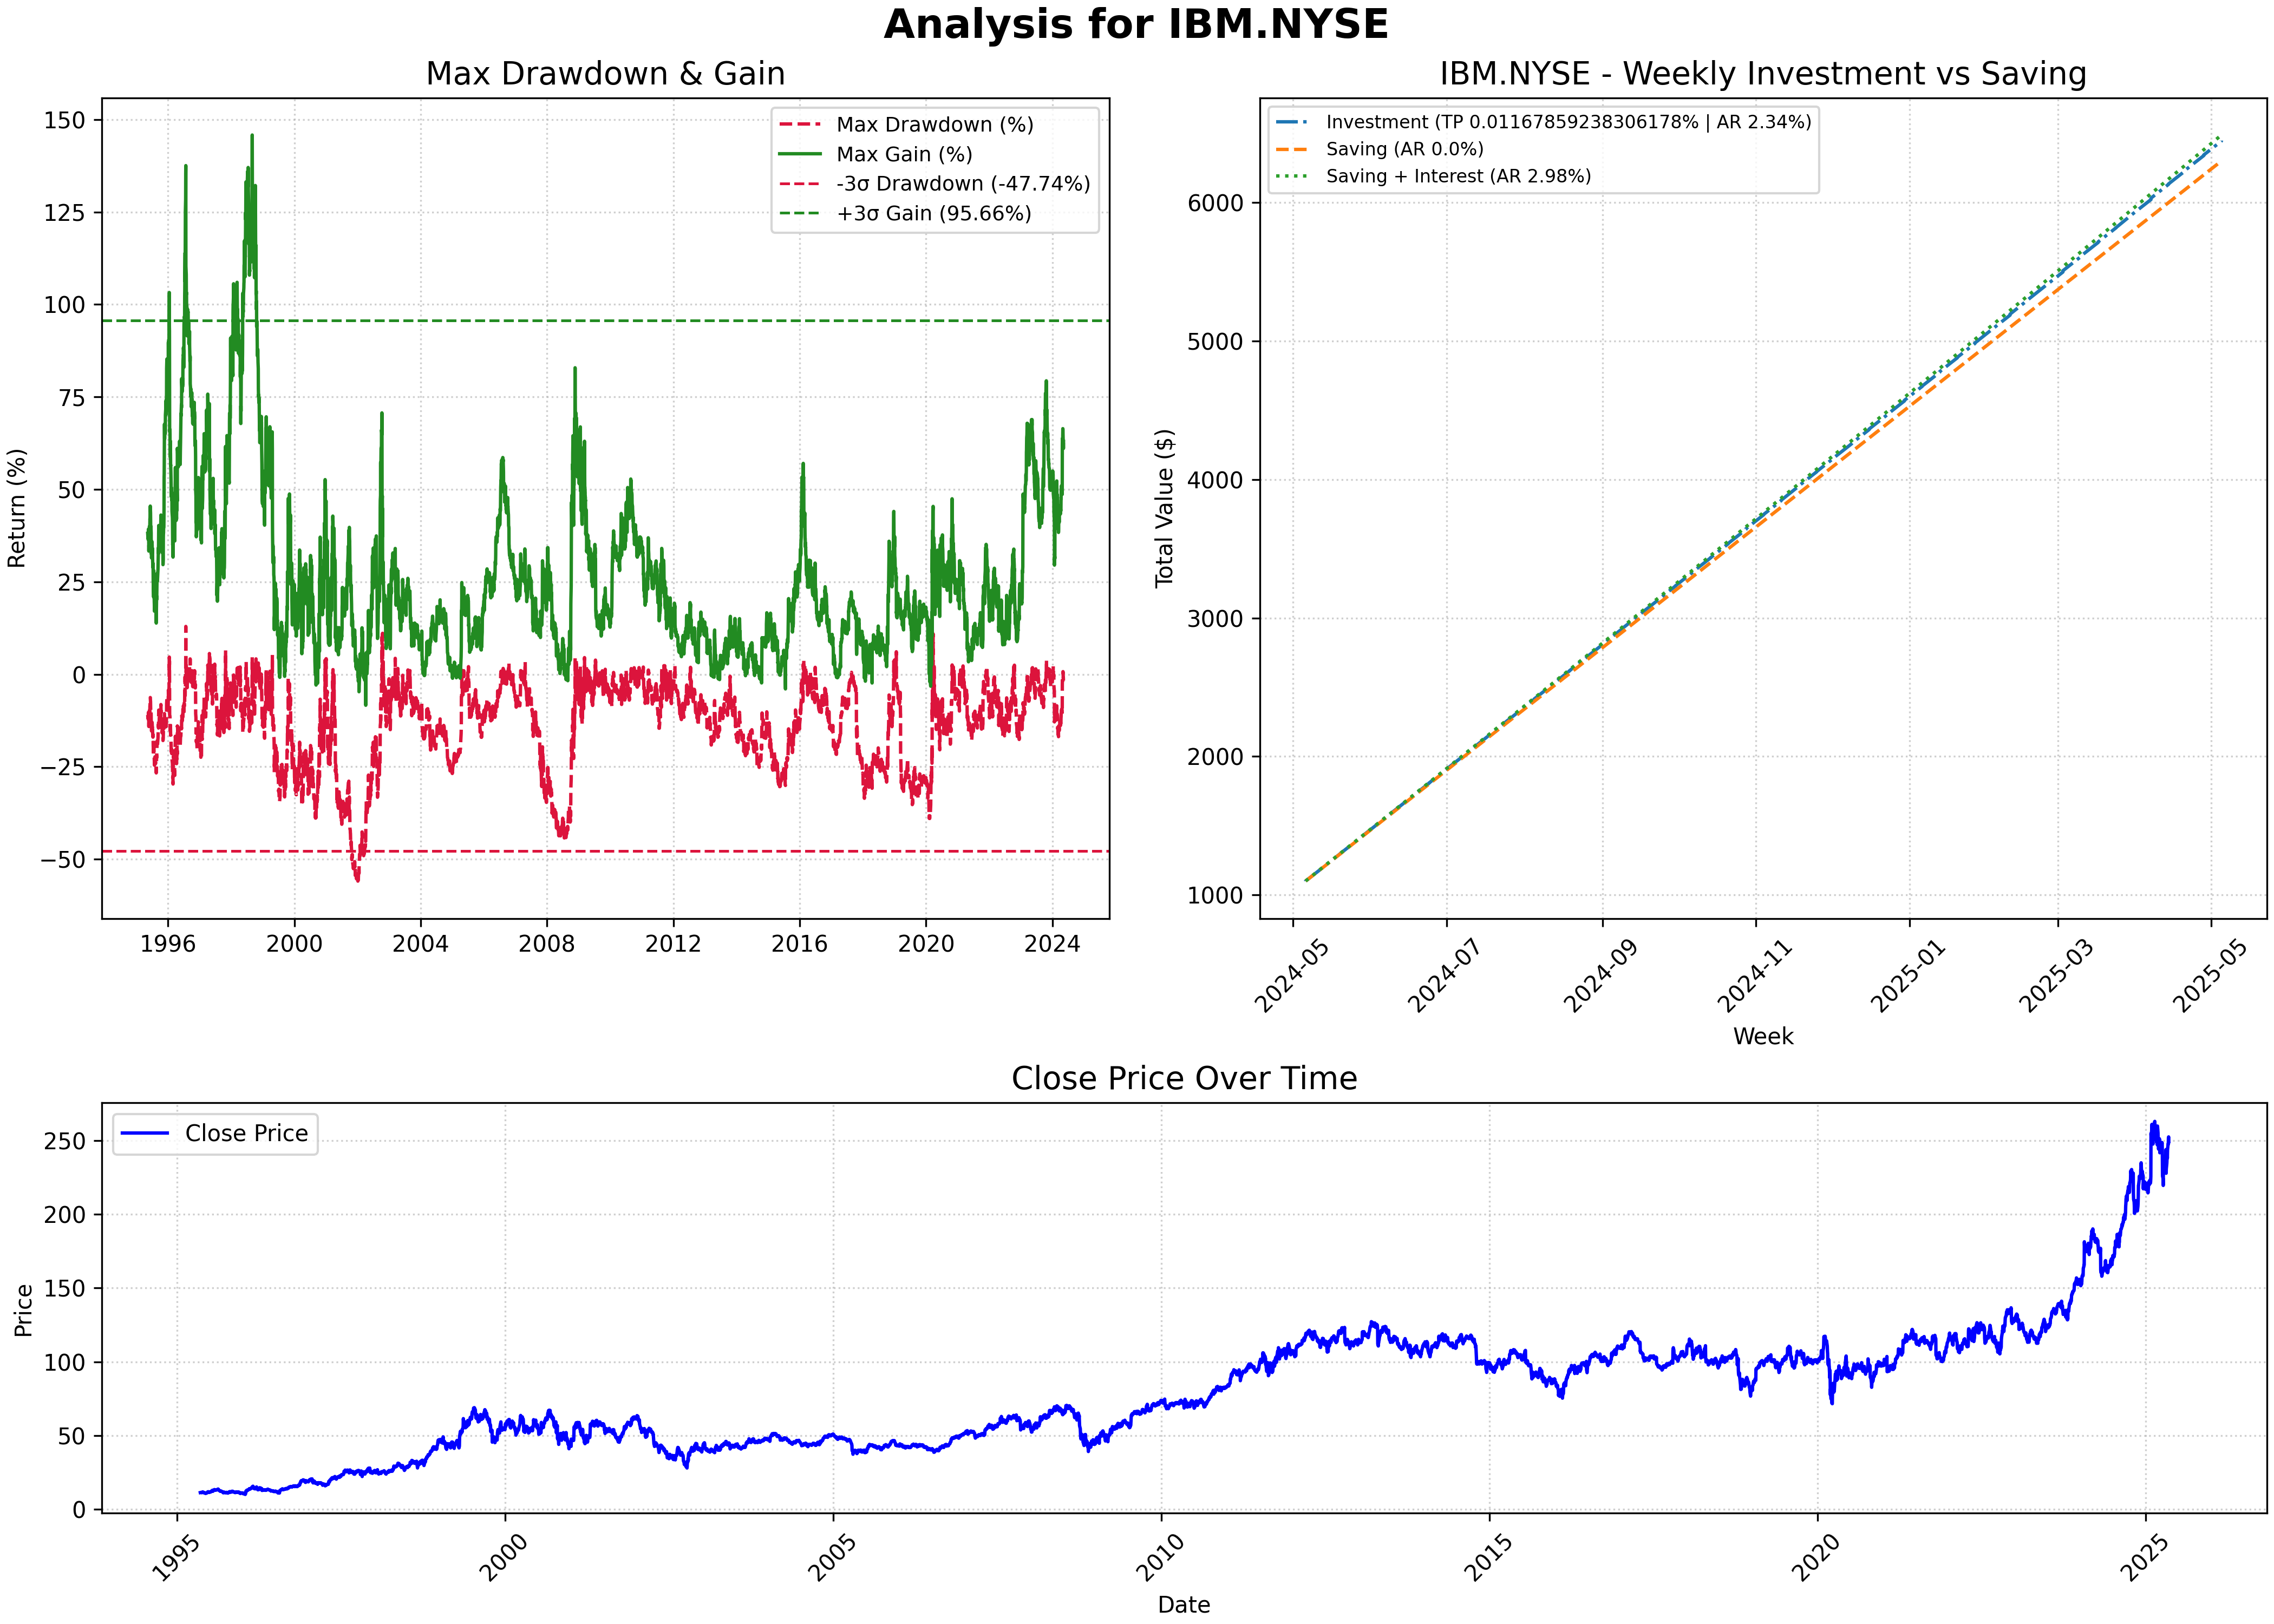 Analysis for IBM.NYSE
Max Drawdown & Gain
Max Drawdown (%)
Max Gain (%)
-3σ Drawdown (-47.74%)
+3σ Gain (95.66%)
Return (%)
150
125
100
75
50
25
0
−25
−50
1996
2000
2004
2008
2012
2016
2020
2024
IBM.NYSE - Weekly Investment vs Saving
Investment (TP 0.01167859238306178% | AR 2.34%)
Saving (AR 0.0%)
Saving + Interest (AR 2.98%)
Total Value ($)
6000
5000
4000
3000
2000
1000
2024-05
2024-07
2024-09
2024-11
2025-01
2025-03
2025-05
Week
Close Price Over Time
Close Price
Price
250
200
150
100
50
0
1995
2000
2005
2010
2015
2020
2025
Date